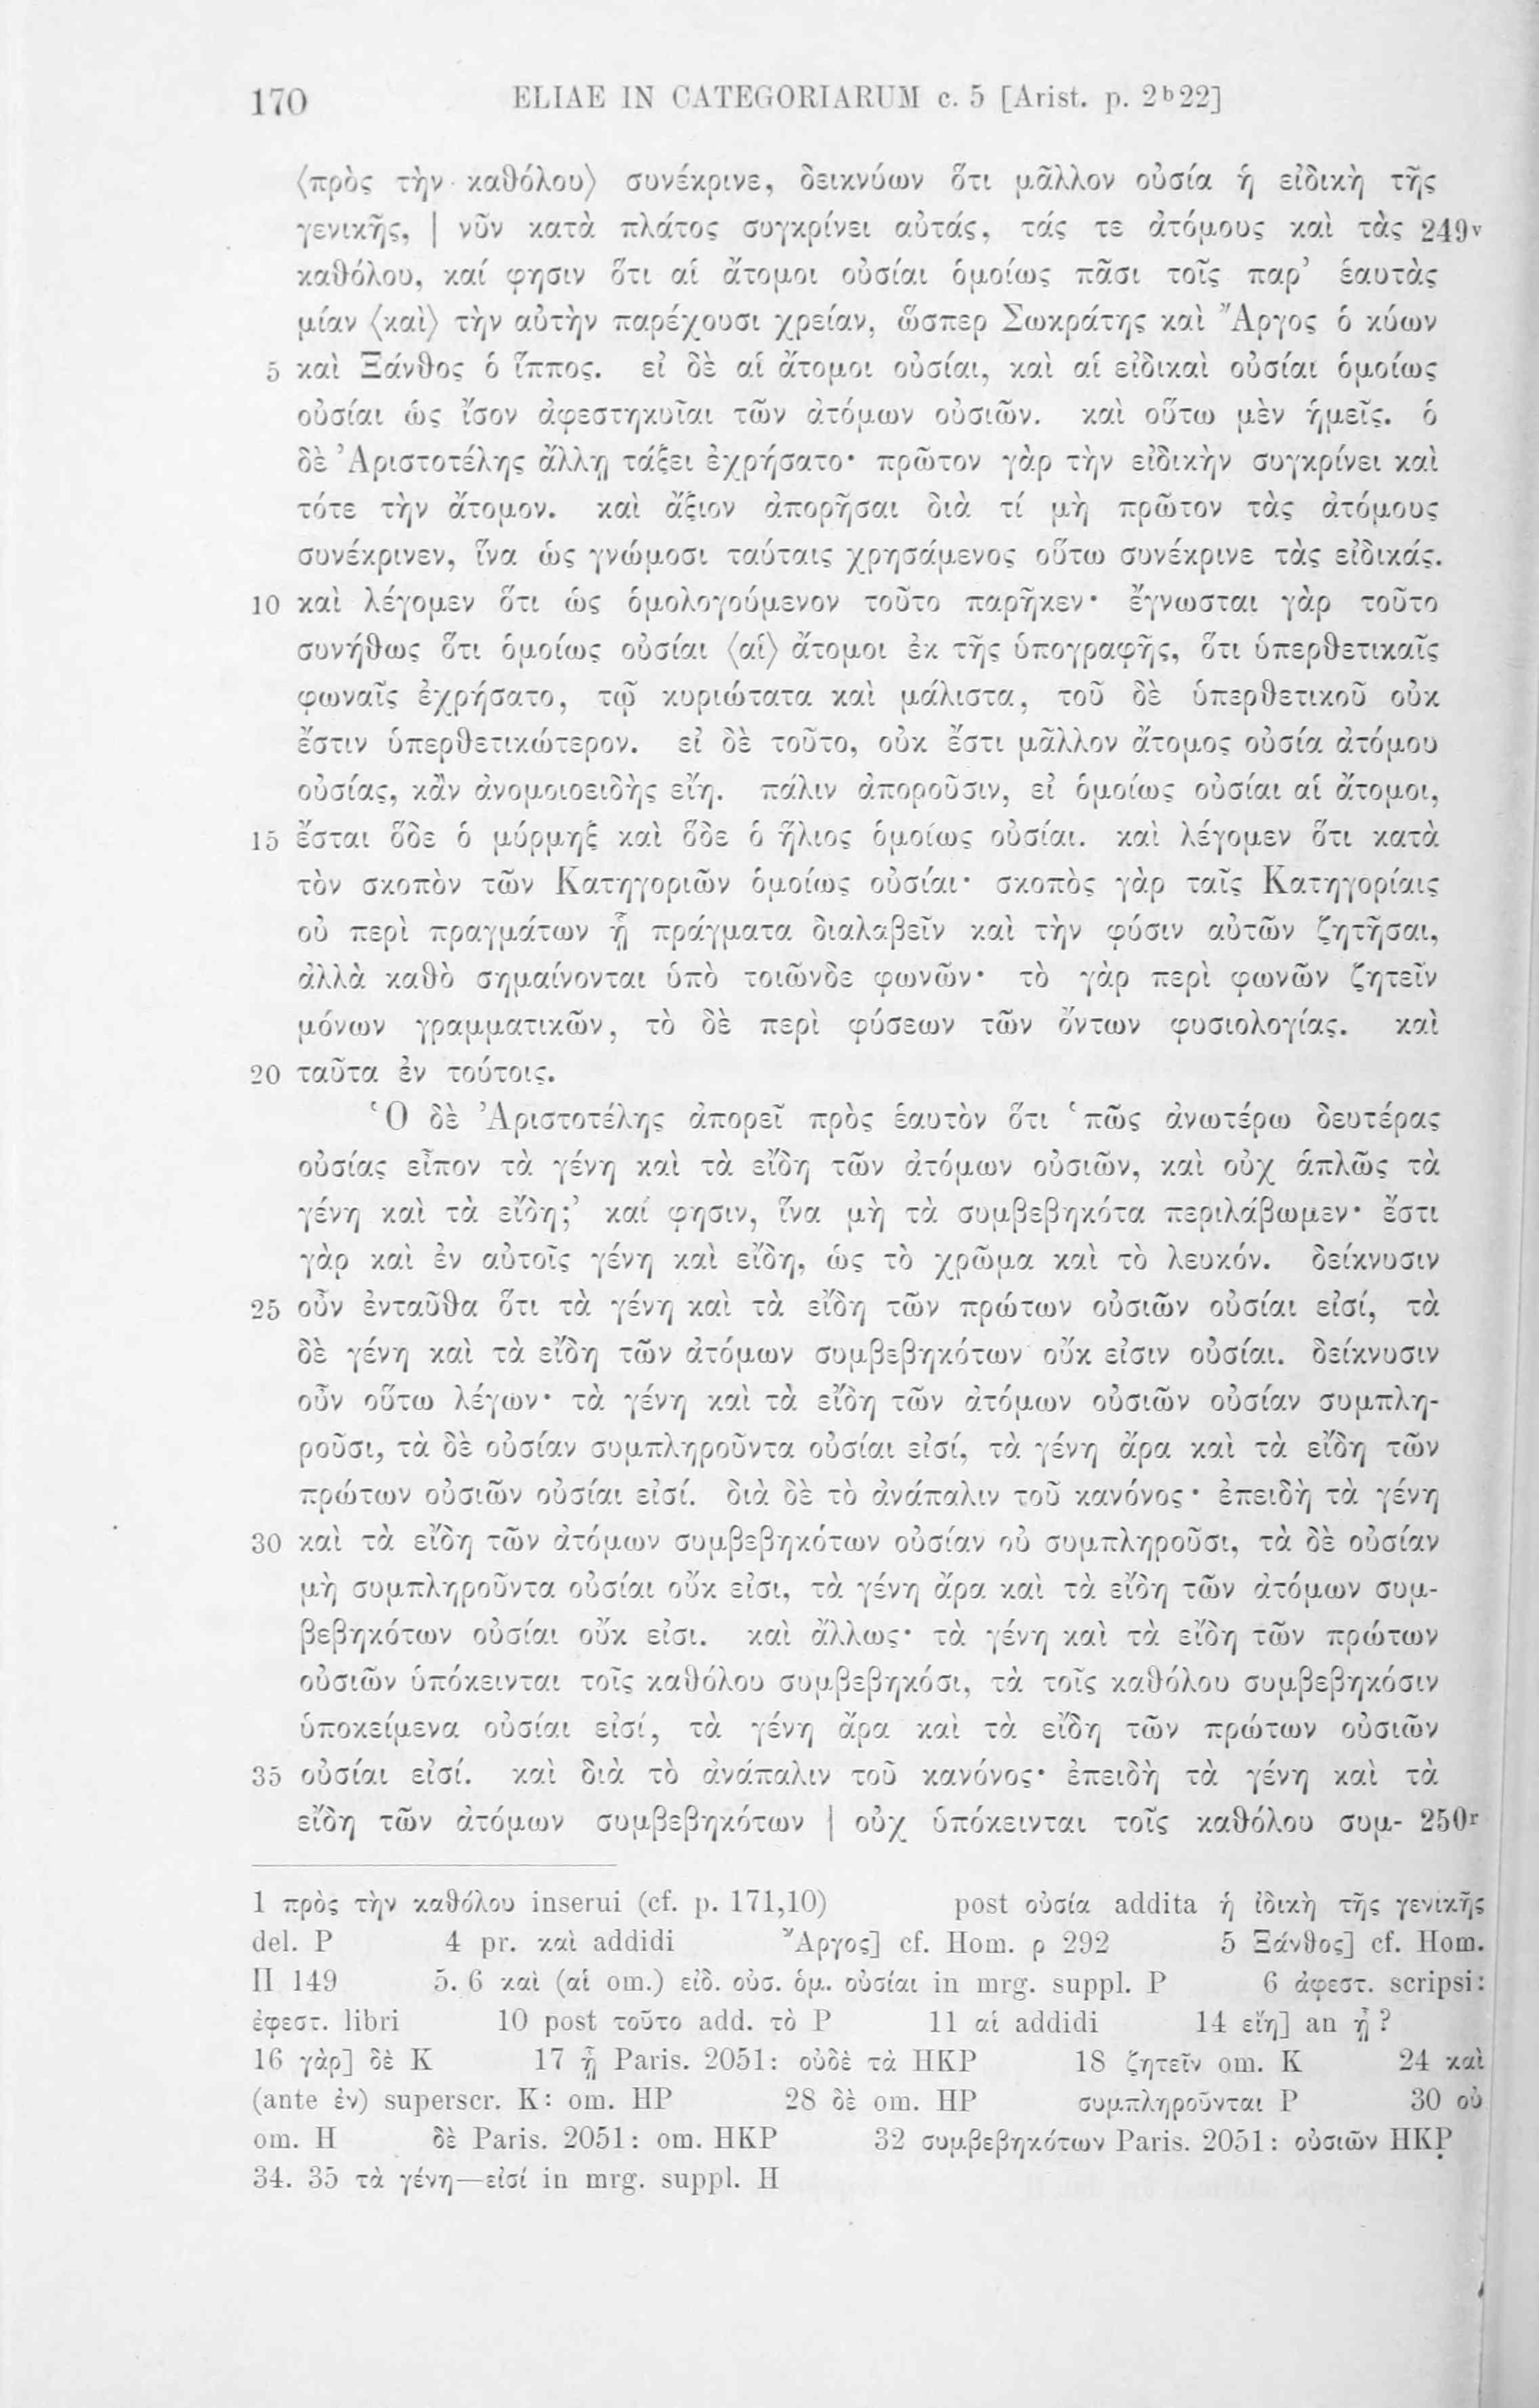 170 ELIAE IN CATEGORIARUM c. 5 [Arist. p. 2b22]
⟨πρὸς τὴν καθόλου⟩ συνέκρινε, δεικνύων ὅτι μᾶλλον οὐσία ἡ εἰδικὴ τῆς
γενικῆς, | νῦν κατὰ πλάτος συγκρίνει αὐτάς, τάς τε ἀτόμους καὶ τὰς 249v
καθόλου, καί φησιν ὅτι αἱ ἄτομοι οὐσίαι ὁμοίως πᾶσι τοῖς παρ’ ἑαυτὰς
μίαν ⟨καὶ⟩ τὴν αὐτὴν παρέχουσι χρείαν, ὥσπερ Σωκράτης καὶ Ἄργος ὁ κύων
5 καὶ Ξάνθος ὁ ἵππος. εἰ δὲ αἱ ἄτομοι οὐσίαι, καὶ αἱ εἰδικαὶ οὐσίαι ὁμοίως
οὐσίαι ὡς ἴσον ἀφεστηκυῖαι τῶν ἀτόμων οὐσιῶν. καὶ οὕτω μὲν ἡμεῖς. ὁ
δὲ Ἀριστοτέλης ἄλλῃ τάξει ἐχρήσατο· πρῶτον γὰρ τὴν εἰδικὴν συγκρίνει καὶ
τότε τὴν ἄτομον. καὶ ἄξιον ἀπορῆσαι διὰ τί μὴ πρῶτον τὰς ἀτόμους
συνέκρινεν, ἵνα ὡς γνώμοσι ταύταις χρησάμενος οὕτω συνέκρινε τὰς εἰδικάς.
10 καὶ λέγομεν ὅτι ὡς ὁμολογούμενον τοῦτο παρῆκεν· ἔγνωσται γὰρ τοῦτο
συνήθως ὅτι ὁμοίως οὐσίαι ⟨αἱ⟩ ἄτομοι ἐκ τῆς ὑπογραφῆς, ὅτι ὑπερθετικαῖς
φωναῖς ἐχρήσατο, τῷ κυριώτατα καὶ μάλιστα, τοῦ δὲ ὑπερθετικοῦ οὐκ
ἔστιν ὑπερθετικώτερον. εἰ δὲ τοῦτο, οὐκ ἔστι μᾶλλον ἄτομος οὐσία ἀτόμου
οὐσίας, κἂν ἀνομοιοειδὴς εἴη. πάλιν ἀποροῦσιν, εἰ ὁμοίως οὐσίαι αἱ ἄτομοι,
15 ἔσται ὅδε ὁ μύρμηξ καὶ ὅδε ὁ ἥλιος ὁμοίως οὐσίαι. καὶ λέγομεν ὅτι κατὰ
τὸν σκοπὸν τῶν Κατηγοριῶν ὁμοίως οὐσίαι· σκοπὸς γὰρ ταῖς Κατηγορίαις
οὐ περὶ πραγμάτων ᾗ πράγματα διαλαβεῖν καὶ τὴν φύσιν αὐτῶν ζητῆσαι,
ἀλλὰ καθὸ σημαίνονται ὑπὸ τοιῶνδε φωνῶν· τὸ γὰρ περὶ φωνῶν ζητεῖν
μόνων γραμματικῶν, τὸ δὲ περὶ φύσεων τῶν ὄντων φυσιολογίας. καὶ
20 ταῦτα ἐν τούτοις.
Ὁ δὲ Ἀριστοτέλης ἀπορεῖ πρὸς ἑαυτὸν ὅτι ‘πῶς ἀνωτέρω δευτέρας
οὐσίας εἶπον τὰ γένη καὶ τὰ εἴδη τῶν ἀτόμων οὐσιῶν, καὶ οὐχ ἁπλῶς τὰ
γένη καὶ τὰ εἴδη;’ καί φησιν, ἵνα μὴ τὰ συμβεβηκότα περιλάβωμεν· ἔστι
γὰρ καὶ ἐν αὐτοῖς γένη καὶ εἴδη, ὡς τὸ χρῶμα καὶ τὸ λευκόν. δείκνυσιν
25 οὖν ἐνταῦθα ὅτι τὰ γένη καὶ τὰ εἴδη τῶν πρώτων οὐσιῶν οὐσίαι εἰσί, τὰ
δὲ γένη καὶ τὰ εἴδη τῶν ἀτόμων συμβεβηκότων οὔκ εἰσιν οὐσίαι. δείκνυσιν
οὖν οὕτω λέγων· τὰ γένη καὶ τὰ εἴδη τῶν ἀτόμων οὐσιῶν οὐσίαν συμπλη-
ροῦσι, τὰ δὲ οὐσίαν συμπληροῦντα οὐσίαι εἰσί, τὰ γένη ἄρα καὶ τὰ εἴδη τῶν
πρώτων οὐσιῶν οὐσίαι εἰσί. διὰ δὲ τὸ ἀνάπαλιν τοῦ κανόνος· ἐπειδὴ τὰ γένη
30 καὶ τὰ εἴδη τῶν ἀτόμων συμβεβηκότων οὐσίαν οὐ συμπληροῦσι, τὰ δὲ οὐσίαν
μὴ συμπληροῦντα οὐσίαι οὔκ εἰσι, τὰ γένη ἄρα καὶ τὰ εἴδη τῶν ἀτόμων συμ-
βεβηκότων οὐσίαι οὔκ εἰσι. καὶ ἄλλως· τὰ γένη καὶ τὰ εἴδη τῶν πρώτων
οὐσιῶν ὑπόκεινται τοῖς καθόλου συμβεβηκόσι, τὰ τοῖς καθόλου συμβεβηκόσιν
ὑποκείμενα οὐσίαι εἰσί, τὰ γένη ἄρα καὶ τὰ εἴδη τῶν πρώτων οὐσιῶν
35 οὐσίαι εἰσί. καὶ διὰ τὸ ἀνάπαλιν τοῦ κανόνος· ἐπειδὴ τὰ γένη καὶ τὰ
εἴδη τῶν ἀτόμων συμβεβηκότων | οὐχ ὑπόκεινται τοῖς καθόλου συμ- 250r
1 πρὸς τὴν καθόλου inserui (cf. p. 171,10) post οὐσία addita ἡ ἰδικὴ τῆς γενικῆς
del. P 4 pr. καὶ addidi Ἄργος] cf. Hom. ρ 292 5 Ξάνθος] cf. Hom.
Π 149 5. 6 καὶ (αἱ om.) εἰδ. οὐσ. ὁμ. οὐσίαι in mrg. suppl. P 6 ἀφεστ. scripsi:
ἐφεστ. libri 10 post τοῦτο add. τὸ P 11 αἱ addidi 14 εἴη] an ᾖ?
16 γὰρ] δὲ K 17 ᾗ Paris. 2051: οὐδὲ τὰ HKP 18 ζητεῖν om. K 24 καὶ
(ante ἐν) superscr. K: om. HP 28 δὲ om. HP συμπληροῦνται P 30 οὐ
om. H δὲ Paris. 2051: om. HKP 32 συμβεβηκότων Paris. 2051: οὐσιῶν HKP
34. 35 τὰ γένη—εἰσί in mrg. suppl. H